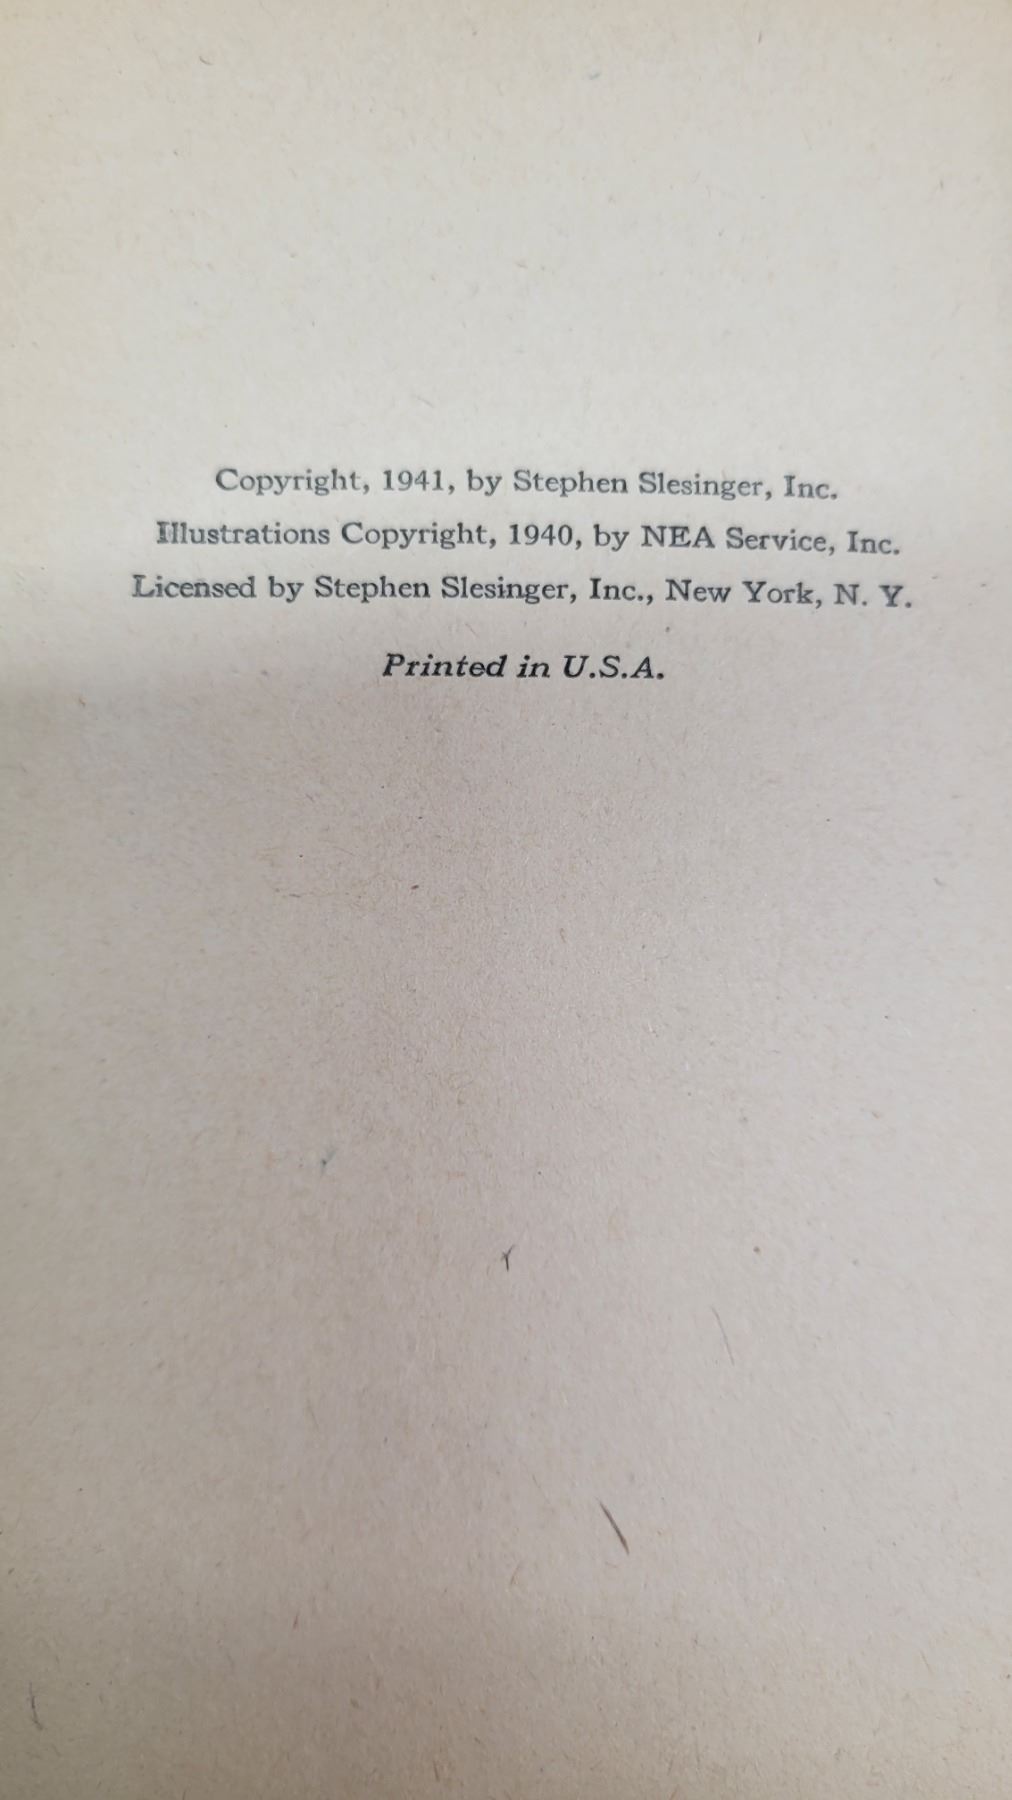 Copyright, 1941, by Stephen Slesinger, Inc.
Illustrations Copyright, 1940, by NEA Service, Inc.
Licensed by Stephen Slesinger, Inc., New York, N. Y.
Printed in U.S.A.